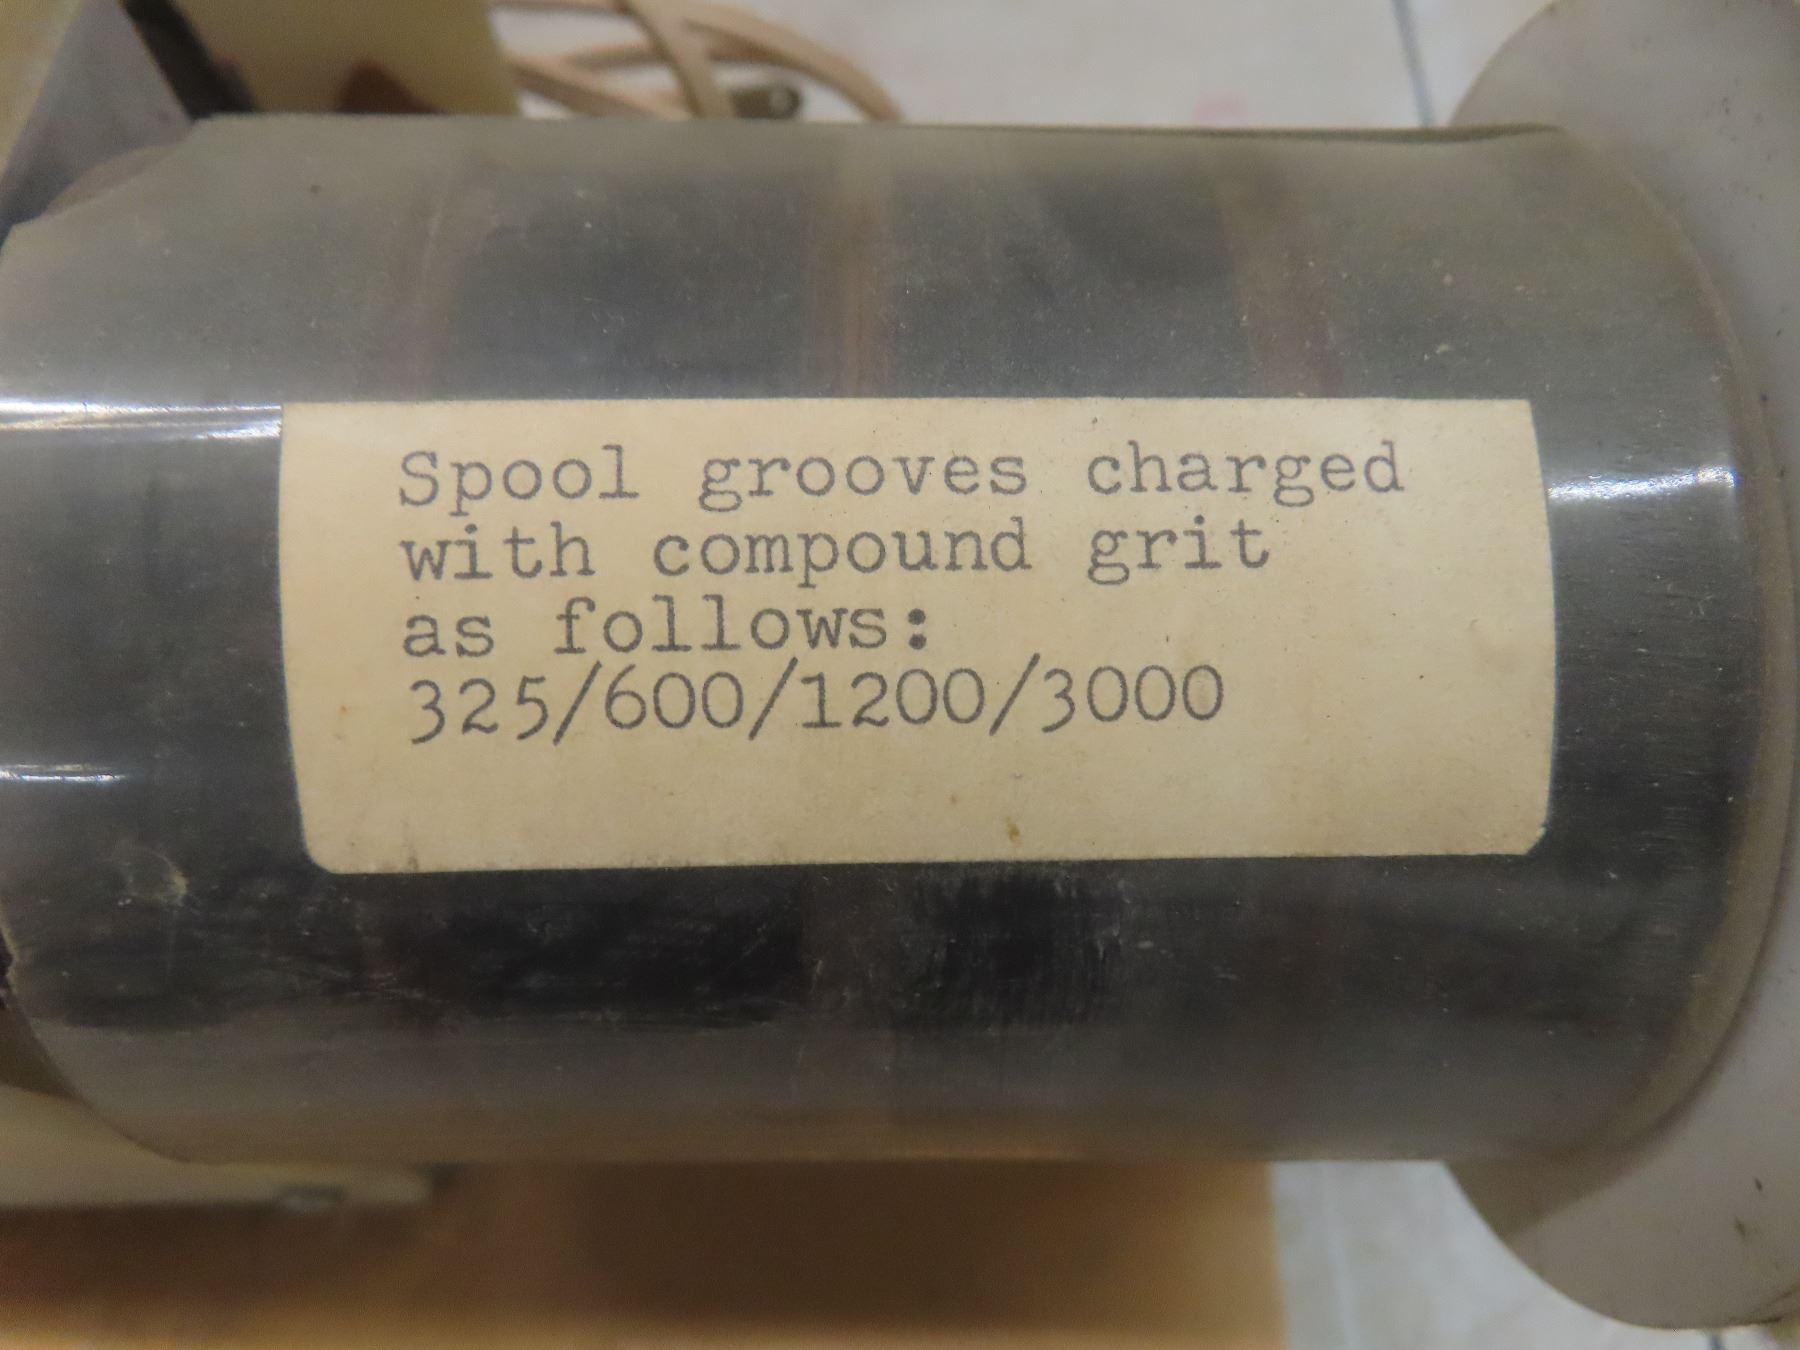 Spool grooves charged
with compound grit
as follows:
325/600/1200/3000